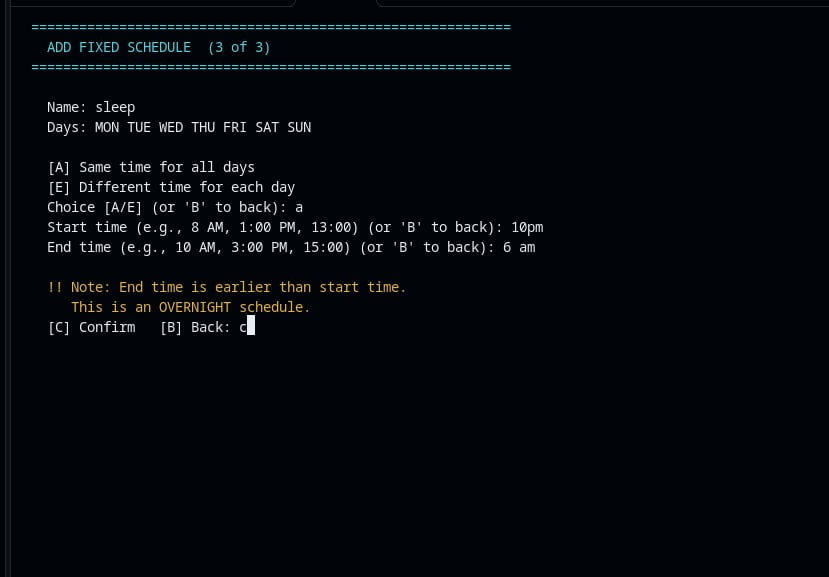 ============================================================
ADD FIXED SCHEDULE  (3 of 3)
============================================================
Name: sleep
Days: MON TUE WED THU FRI SAT SUN
[A] Same time for all days
[E] Different time for each day
Choice [A/E] (or 'B' to back): a
Start time (e.g., 8 AM, 1:00 PM, 13:00) (or 'B' to back): 10pm
End time (e.g., 10 AM, 3:00 PM, 15:00) (or 'B' to back): 6 am
!! Note: End time is earlier than start time.
This is an OVERNIGHT schedule.
[C] Confirm   [B] Back: c